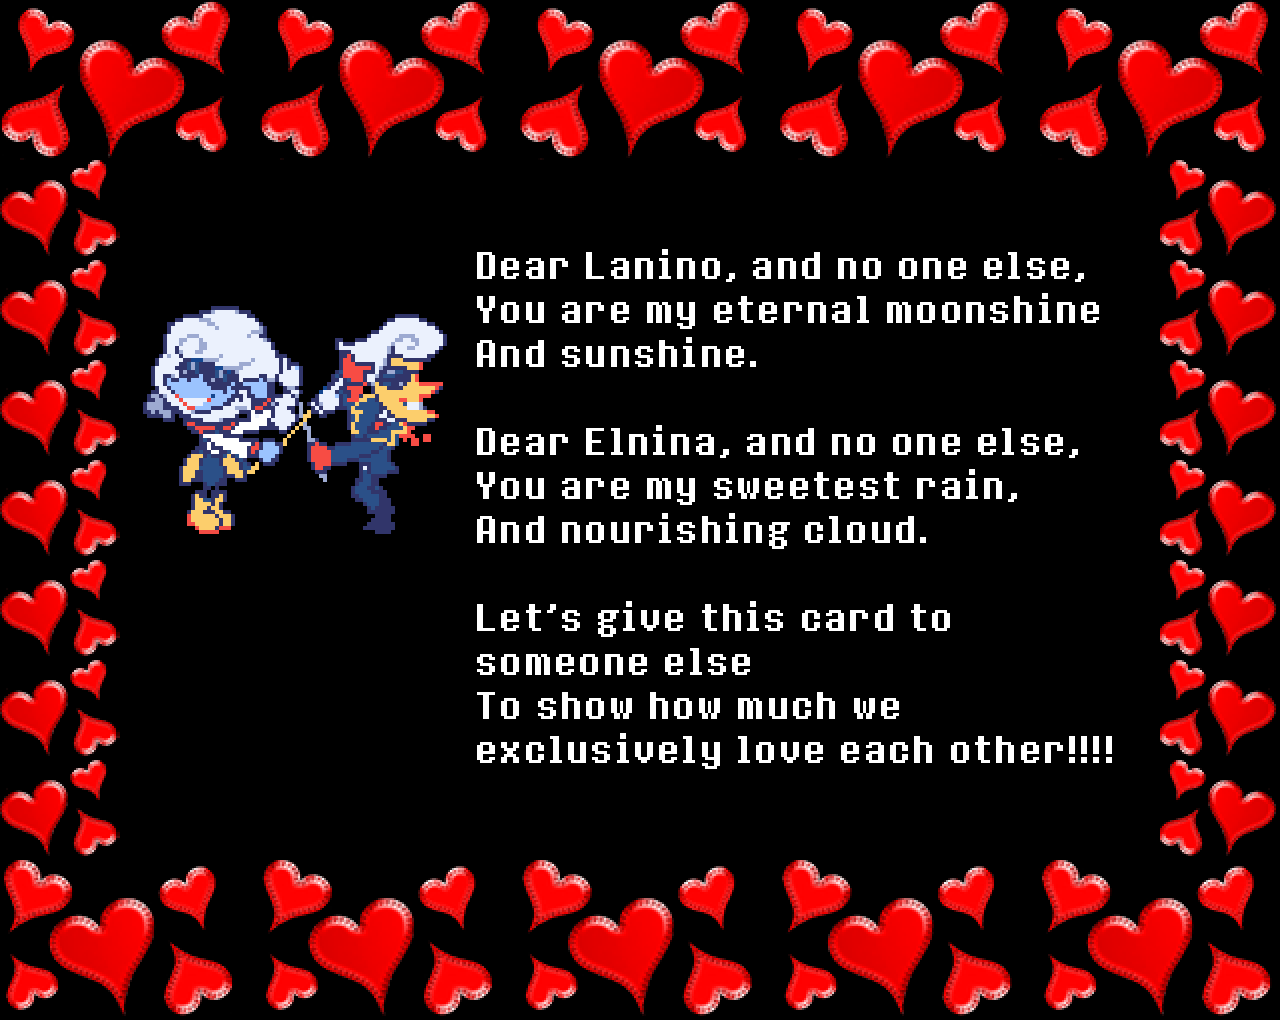 Dear Lanino, and no one else,
You are my eternal moonshine
And sunshine.
Dear Elnina, and no one else,
You are my sweetest rain,
And nourishing cloud.
Let's give this card to
someone else
To show how much we
exclusively love each other!!!!